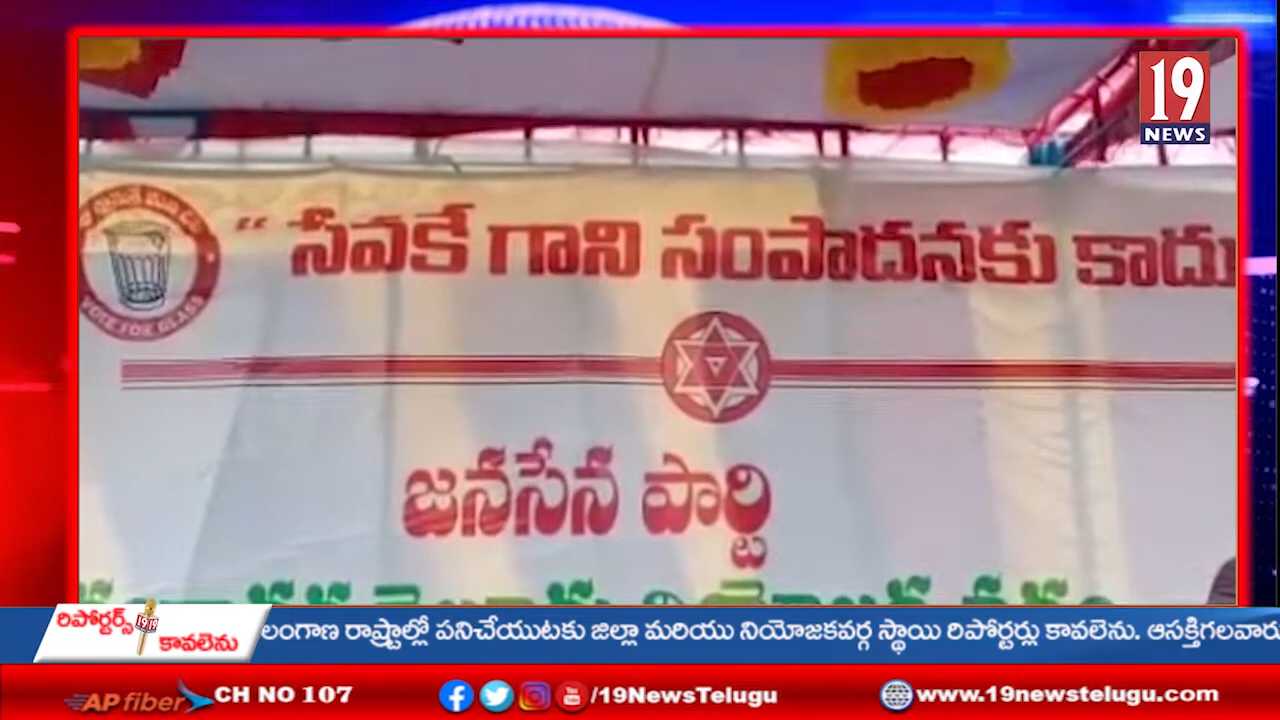 19
NEWS
VOTE FOR GLASS
“ సేవకే గాని సంపాదనకు కాదు
జనసేన పార్టీ
రిపోర్టర్స్
కావలెను
లంగాణ రాష్ట్రాల్లో పనిచేయుటకు జిల్లా మరియు నియోజకవర్గ స్థాయి రిపోర్టర్లు కావలెను. ఆసక్తిగలవారు
AP fiber CH NO 107 /19NewsTelugu www.19newstelugu.com